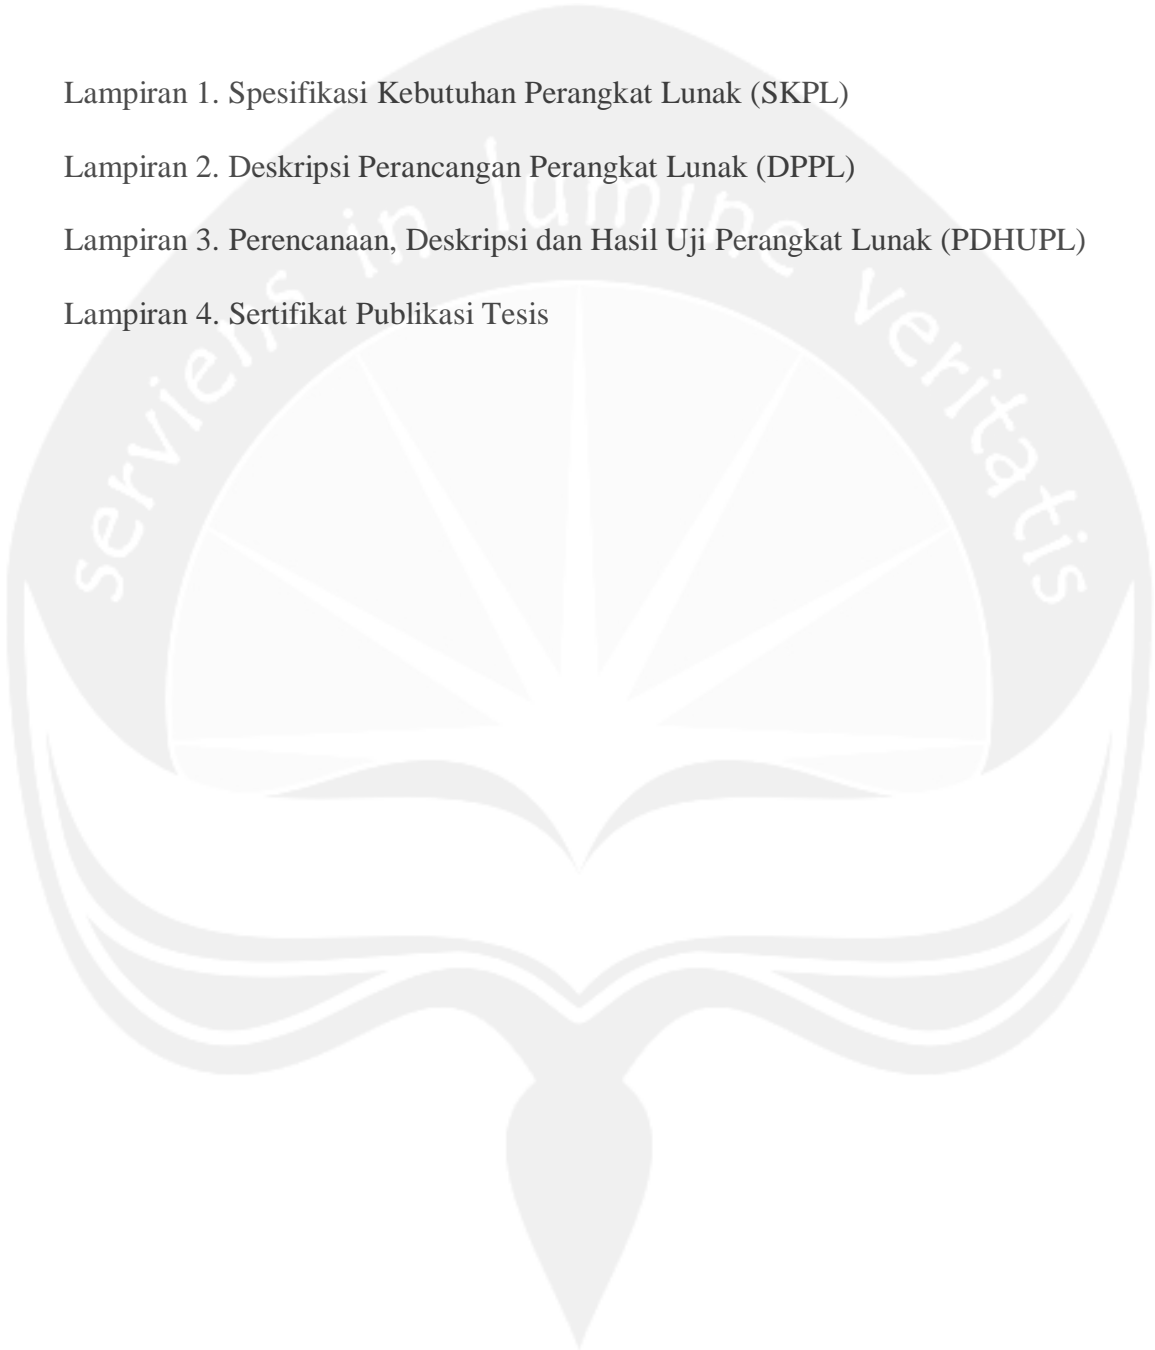 Lampiran 1. Spesifikasi Kebutuhan Perangkat Lunak (SKPL)
Lampiran 2. Deskripsi Perancangan Perangkat Lunak (DPPL)
Lampiran 3. Perencanaan, Deskripsi dan Hasil Uji Perangkat Lunak (PDHUPL)
Lampiran 4. Sertifikat Publikasi Tesis
serviens in lumine veritatis